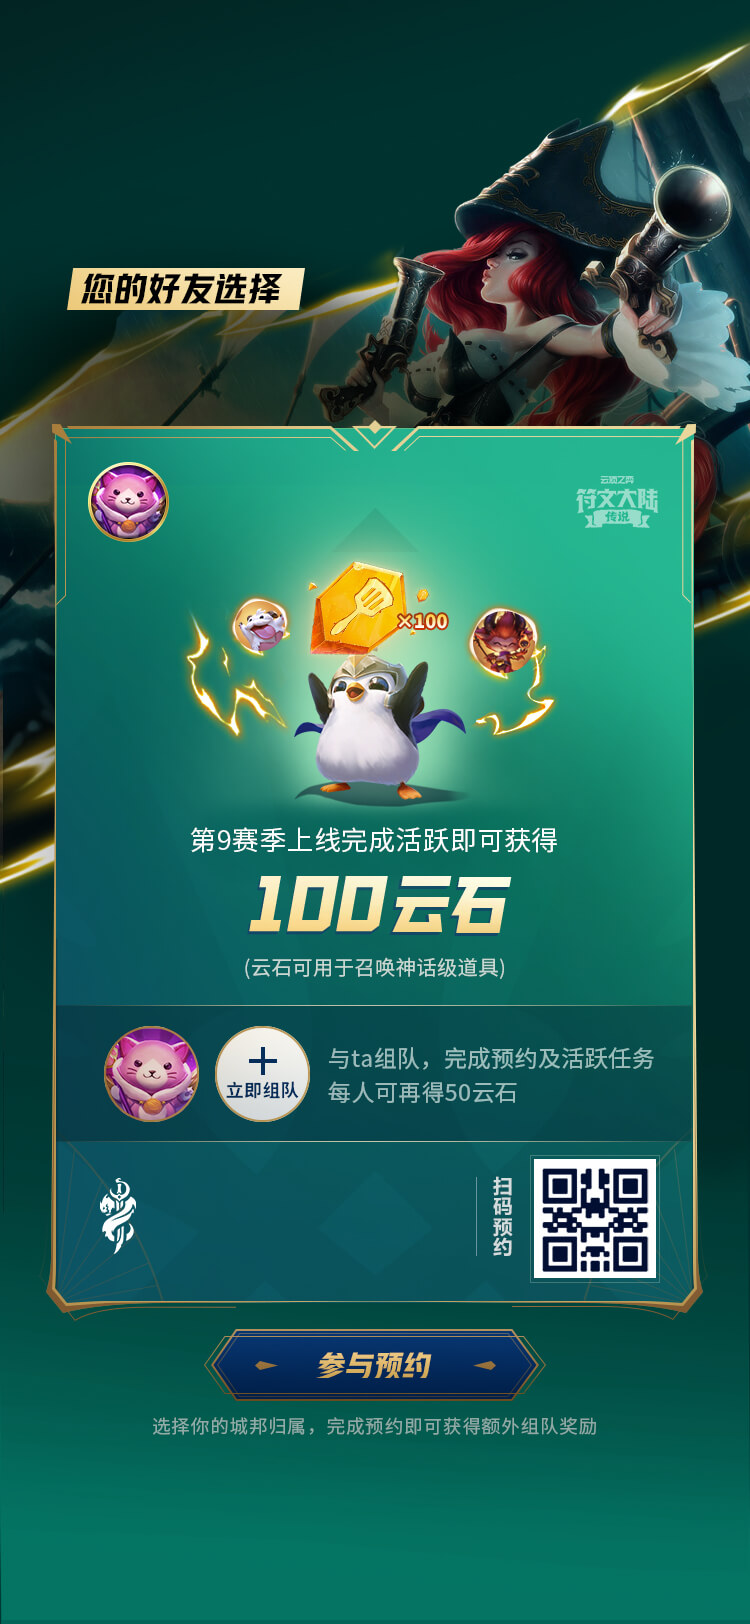 您的好友选择
云顶之弈
符文大陆
传说
×100
第9赛季上线完成活跃即可获得
100云石
(云石可用于召唤神话级道具)
立即组队
与ta组队，完成预约及活跃任务
每人可再得50云石
扫码预约
参与预约
选择你的城邦归属，完成预约即可获得额外组队奖励